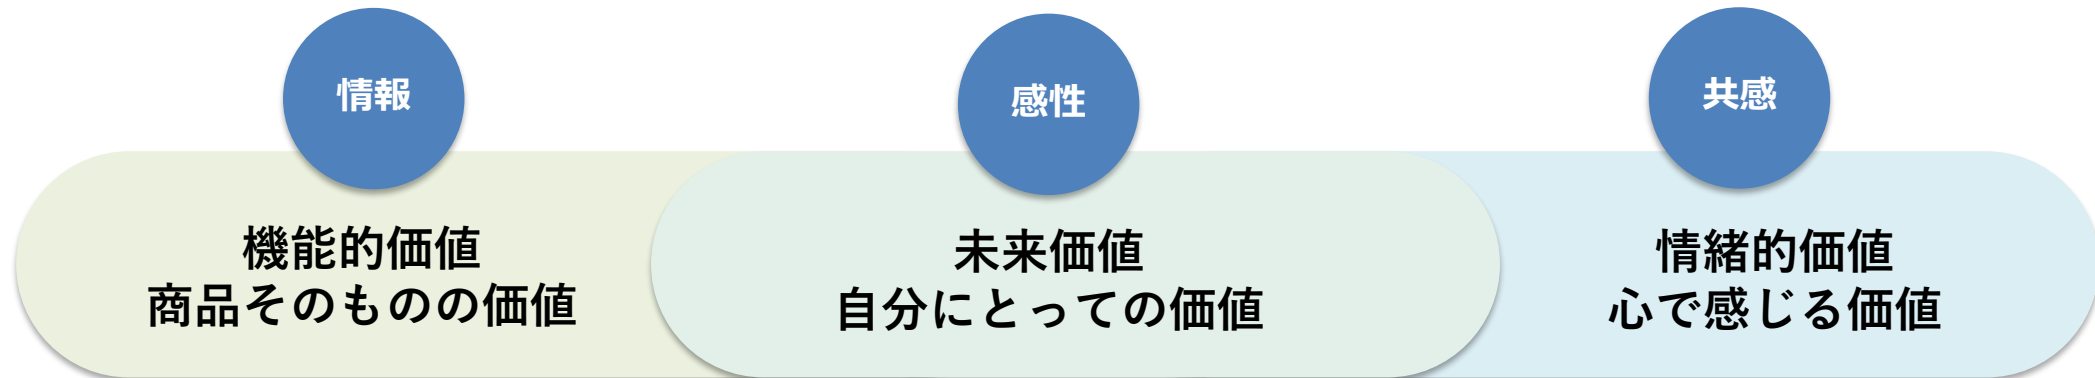 情報
感性
共感
機能的価値
商品そのものの価値
未来価値
自分にとっての価値
情緒的価値
心で感じる価値